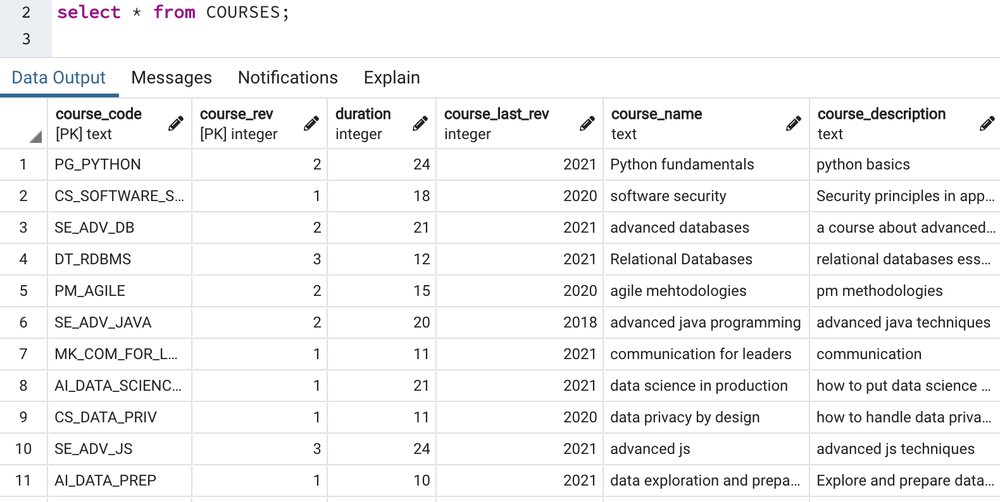 2 select * from COURSES;
3
Data Output Messages Notifications Explain
course_code course_rev duration course_last_rev course_name course_description
[PK] text [PK] integer integer integer text text
1 PG_PYTHON 2 24 2021 Python fundamentals python basics
2 CS_SOFTWARE_S... 1 18 2020 software security Security principles in app...
3 SE_ADV_DB 2 21 2021 advanced databases a course about advanced...
4 DT_RDBMS 3 12 2021 Relational Databases relational databases ess...
5 PM_AGILE 2 15 2020 agile mehtodologies pm methodologies
6 SE_ADV_JAVA 2 20 2018 advanced java programming advanced java techniques
7 MK_COM_FOR_L... 1 11 2021 communication for leaders communication
8 AI_DATA_SCIENC... 1 21 2021 data science in production how to put data science ...
9 CS_DATA_PRIV 1 11 2020 data privacy by design how to handle data priva...
10 SE_ADV_JS 3 24 2021 advanced js advanced js techniques
11 AI_DATA_PREP 1 10 2021 data exploration and prepa... Explore and prepare data...